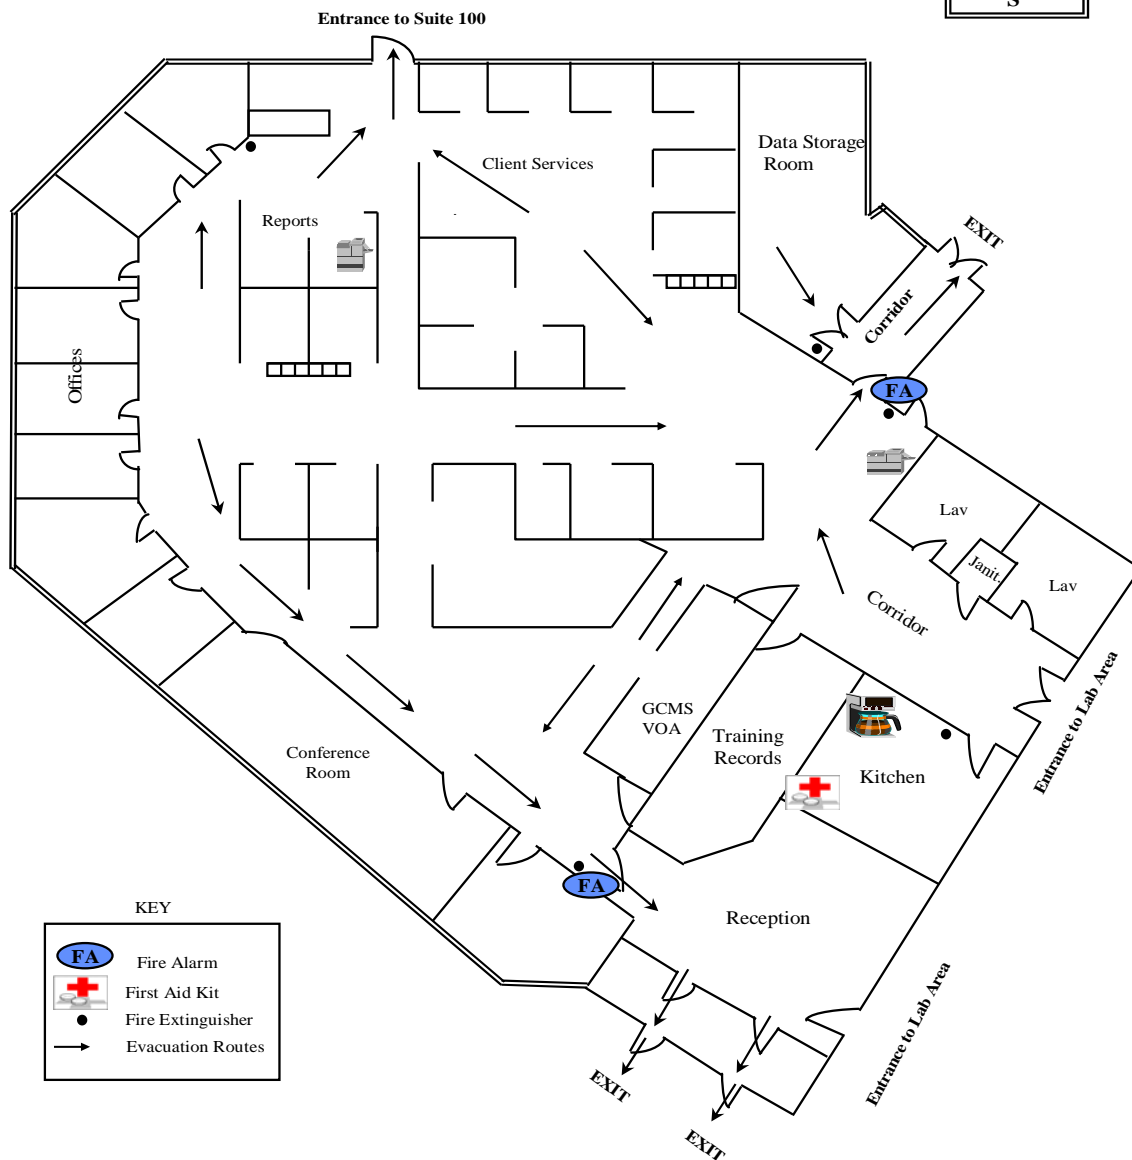 S
Entrance to Suite 100
Data Storage
Room
Client Services
Reports
EXIT
Corridor
Offices
FA
Lav
Janit.
Lav
Corridor
Entrance to Lab Area
GCMS
VOA
Training
Records
Kitchen
Conference
Room
FA
Reception
KEY
FA
Fire Alarm
First Aid Kit
Fire Extinguisher
Evacuation Routes
Entrance to Lab Area
EXIT
EXIT